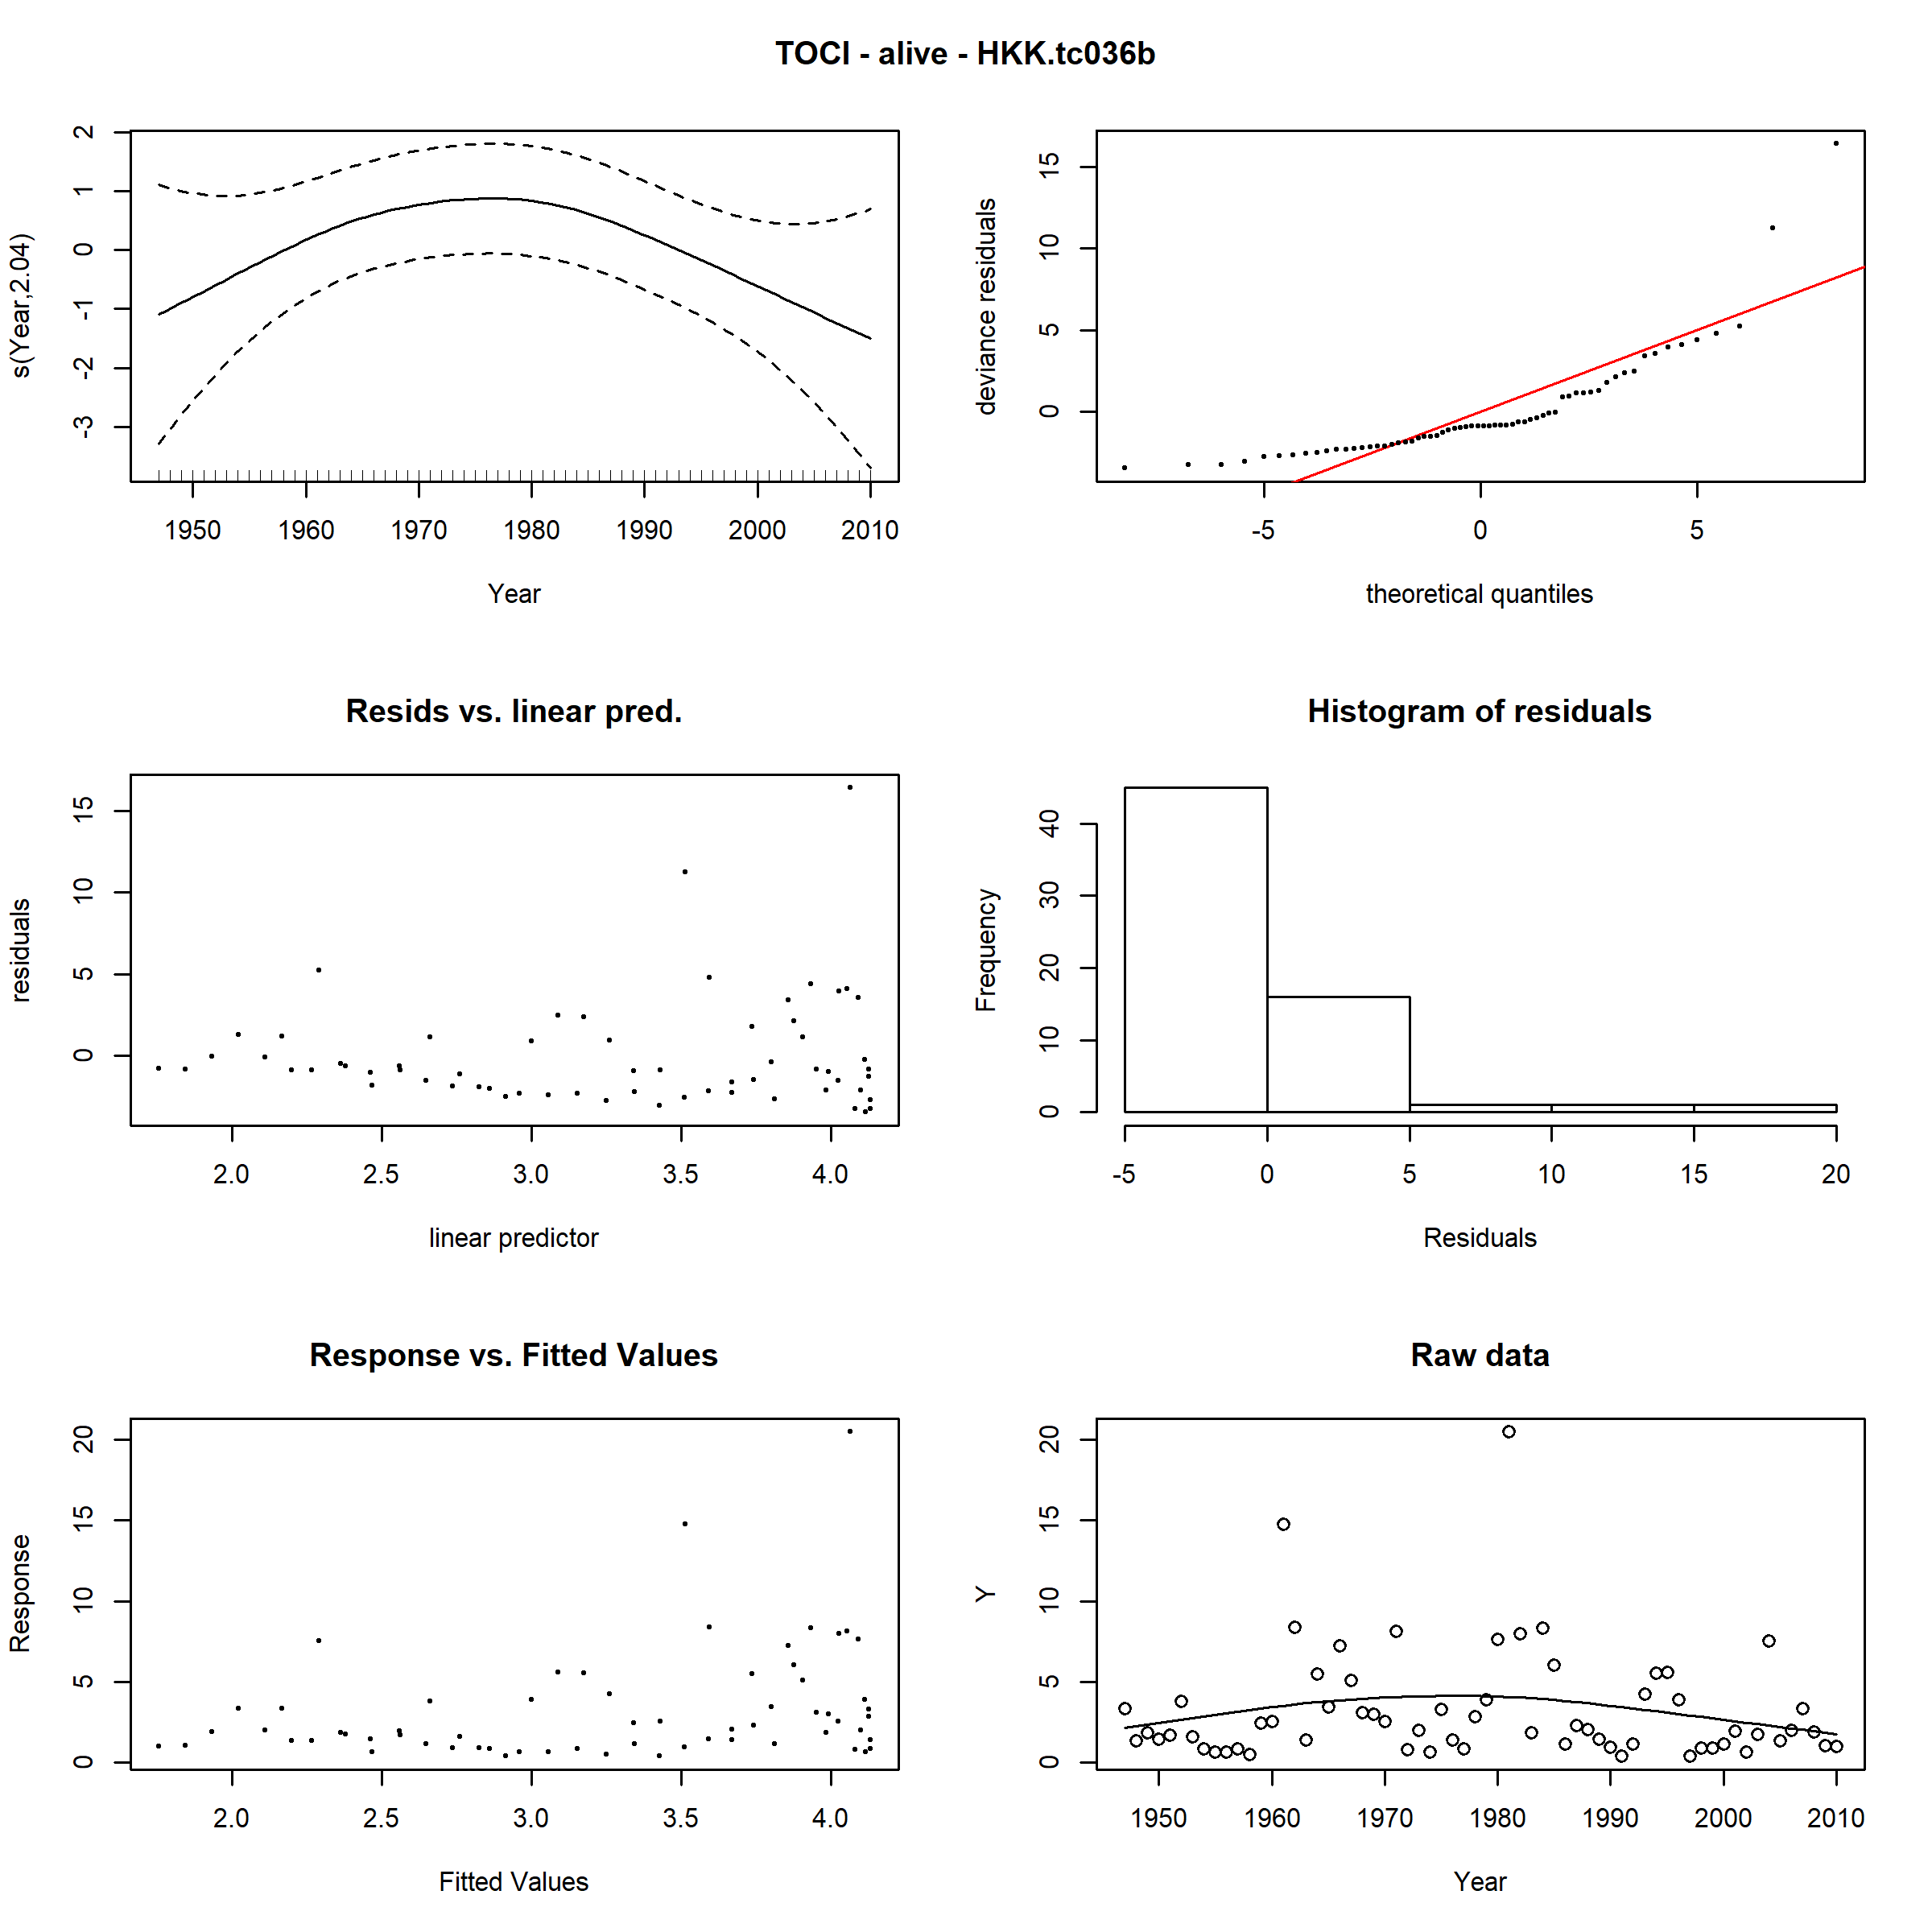 TOCI - alive - HKK.tc036b
s(Year,2.04)
2
1
0
-1
-2
-3
1950 1960 1970 1980 1990 2000 2010
Year
deviance residuals
15
10
5
0
-5 0 5
theoretical quantiles
Resids vs. linear pred.
residuals
15
10
5
0
2.0 2.5 3.0 3.5 4.0
linear predictor
Histogram of residuals
Frequency
40
30
20
10
0
-5 0 5 10 15 20
Residuals
Response vs. Fitted Values
Response
20
15
10
5
0
2.0 2.5 3.0 3.5 4.0
Fitted Values
Raw data
Y
20
15
10
5
0
1950 1960 1970 1980 1990 2000 2010
Year